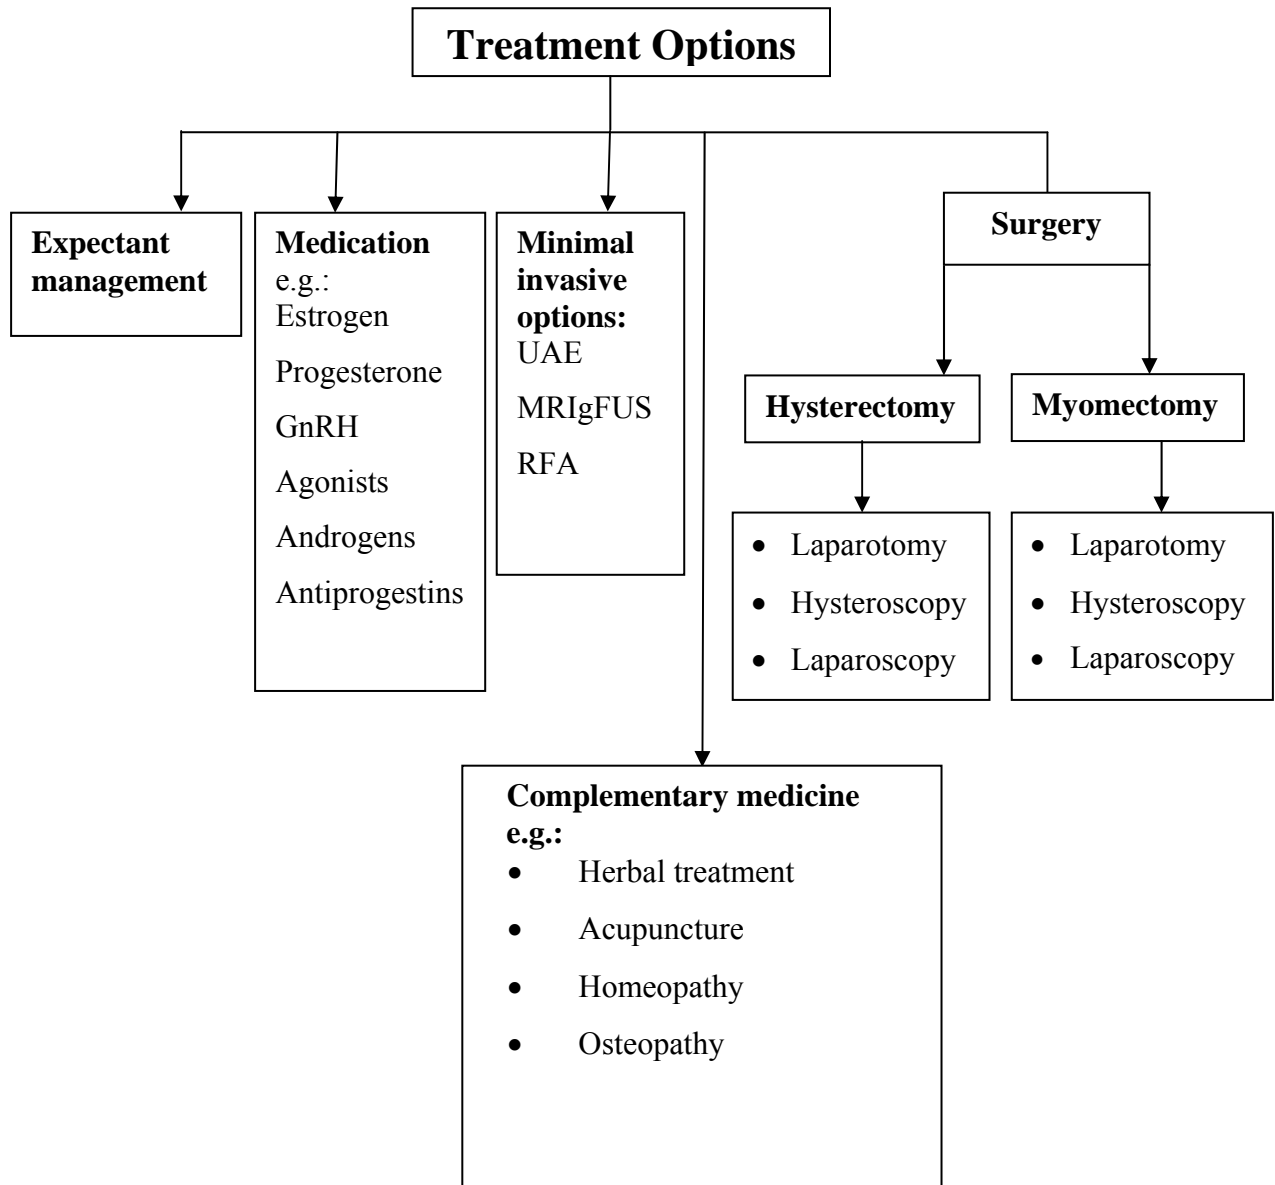 Treatment Options
Expectant
management
Medication
e.g.:
Estrogen
Progesterone
GnRH
Agonists
Androgens
Antiprogestins
Minimal
invasive
options:
UAE
MRIgFUS
RFA
Surgery
Hysterectomy
• Laparotomy
• Hysteroscopy
• Laparoscopy
Myomectomy
• Laparotomy
• Hysteroscopy
• Laparoscopy
Complementary medicine
e.g.:
• Herbal treatment
• Acupuncture
• Homeopathy
• Osteopathy